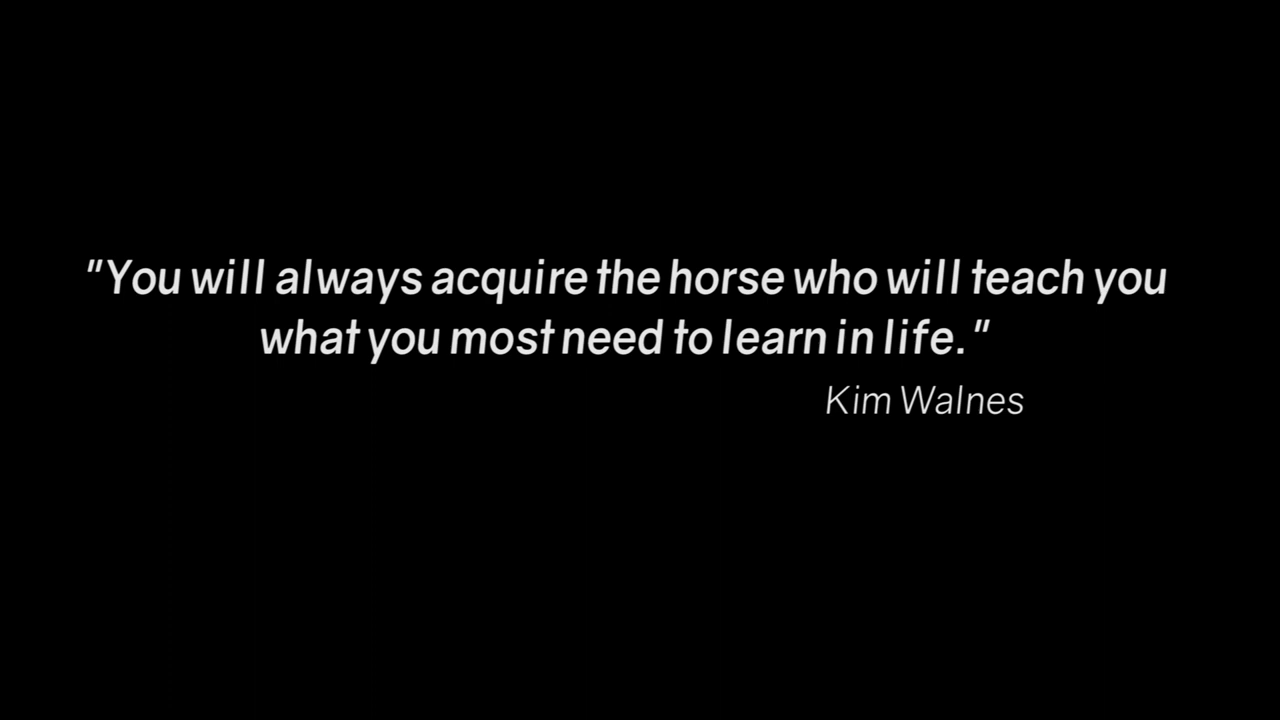 "You will always acquire the horse who will teach you
what you most need to learn in life."
Kim Walnes